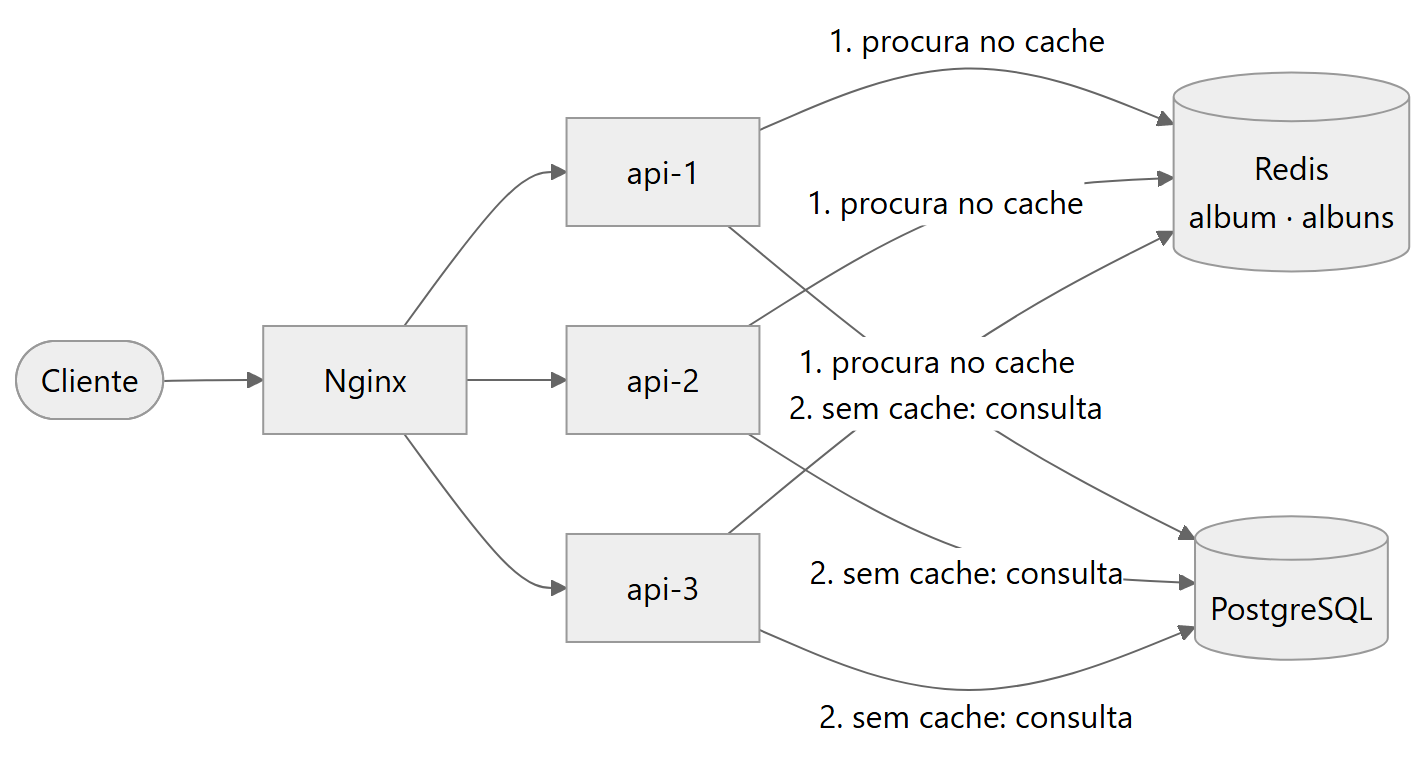 1. procura no cache
api-1
Redis
album · albuns
1. procura no cache
Cliente
Nginx
api-2
1. procura no cache
2. sem cache: consulta
2. sem cache: consulta
api-3
PostgreSQL
2. sem cache: consulta